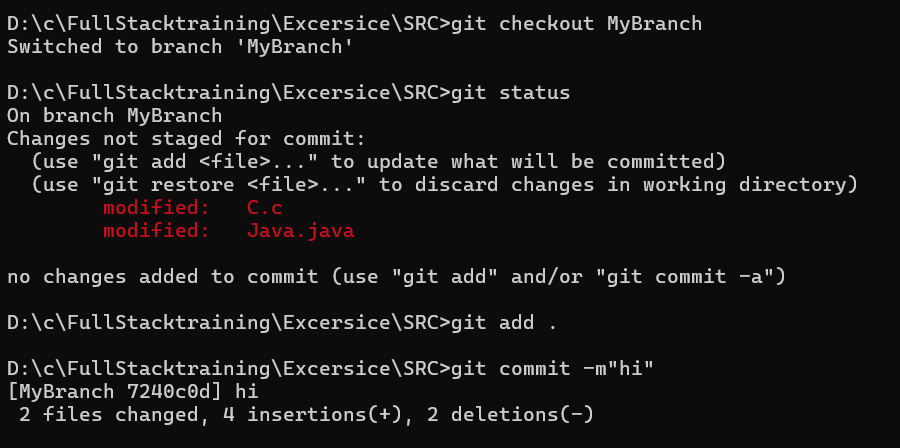 D:\c\FullStacktraining\Excersice\SRC>git checkout MyBranch
Switched to branch 'MyBranch'
D:\c\FullStacktraining\Excersice\SRC>git status
On branch MyBranch
Changes not staged for commit:
  (use "git add <file>..." to update what will be committed)
  (use "git restore <file>..." to discard changes in working directory)
        modified:   C.c
        modified:   Java.java
no changes added to commit (use "git add" and/or "git commit -a")
D:\c\FullStacktraining\Excersice\SRC>git add .
D:\c\FullStacktraining\Excersice\SRC>git commit -m"hi"
[MyBranch 7240c0d] hi
 2 files changed, 4 insertions(+), 2 deletions(-)